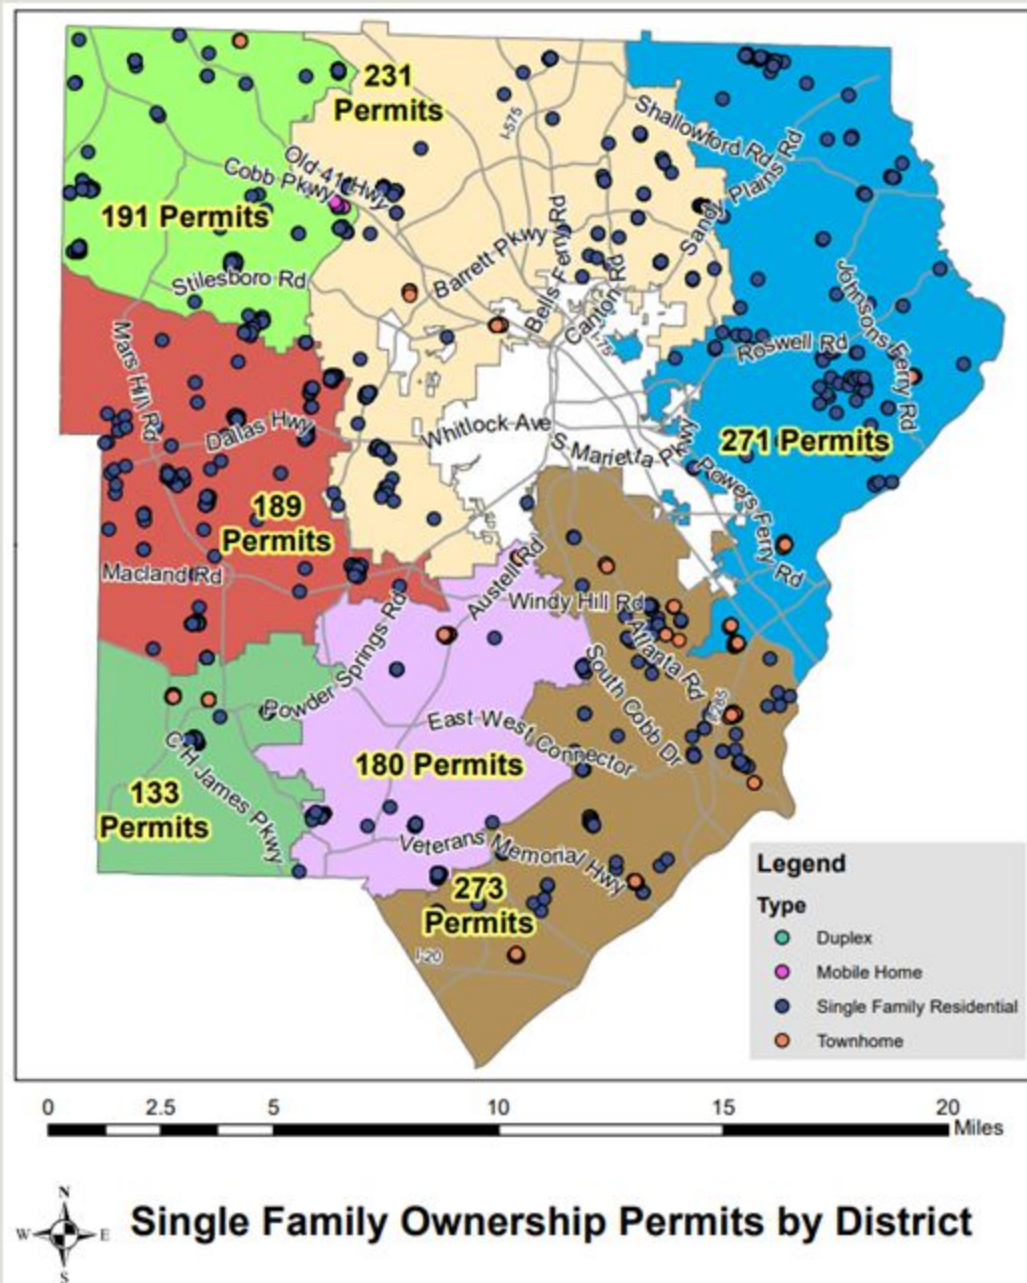 231
Permits
I-575
Shallowford Rd
Sandy Plains Rd
Old 41 Hwy
Cobb Pkwy
191 Permits
Barrett Pkwy
Bells Ferry Rd
Canton Rd
I-75
Stilesboro Rd
Johnsons Ferry Rd
Roswell Rd
Mars Hill Rd
Dallas Hwy
Whitlock Ave
S Marietta Pkwy
271 Permits
Powers Ferry Rd
189
Permits
Macland Rd
Austell Rd
Windy Hill Rd
Powder Springs Rd
Atlanta Rd
South Cobb Dr
I-285
East West Connector
C H James Pkwy
180 Permits
133
Permits
Veterans Memorial Hwy
273
Permits
I-20
Legend
Type
Duplex
Mobile Home
Single Family Residential
Townhome
0 2.5 5 10 15 20
Miles
N
W E
S
Single Family Ownership Permits by District